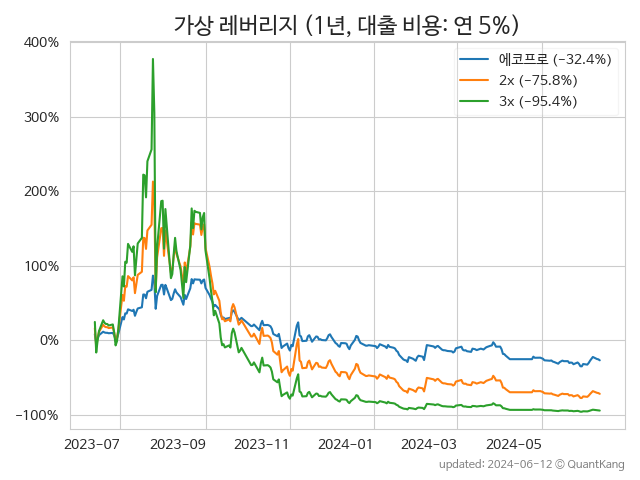 가상 레버리지 (1년, 대출 비용: 연 5%)
에코프로 (−32.4%)
2x (−75.8%)
3x (−95.4%)
400%
300%
200%
100%
0%
−100%
2023-07 2023-09 2023-11 2024-01 2024-03 2024-05
updated: 2024-06-12 © QuantKang